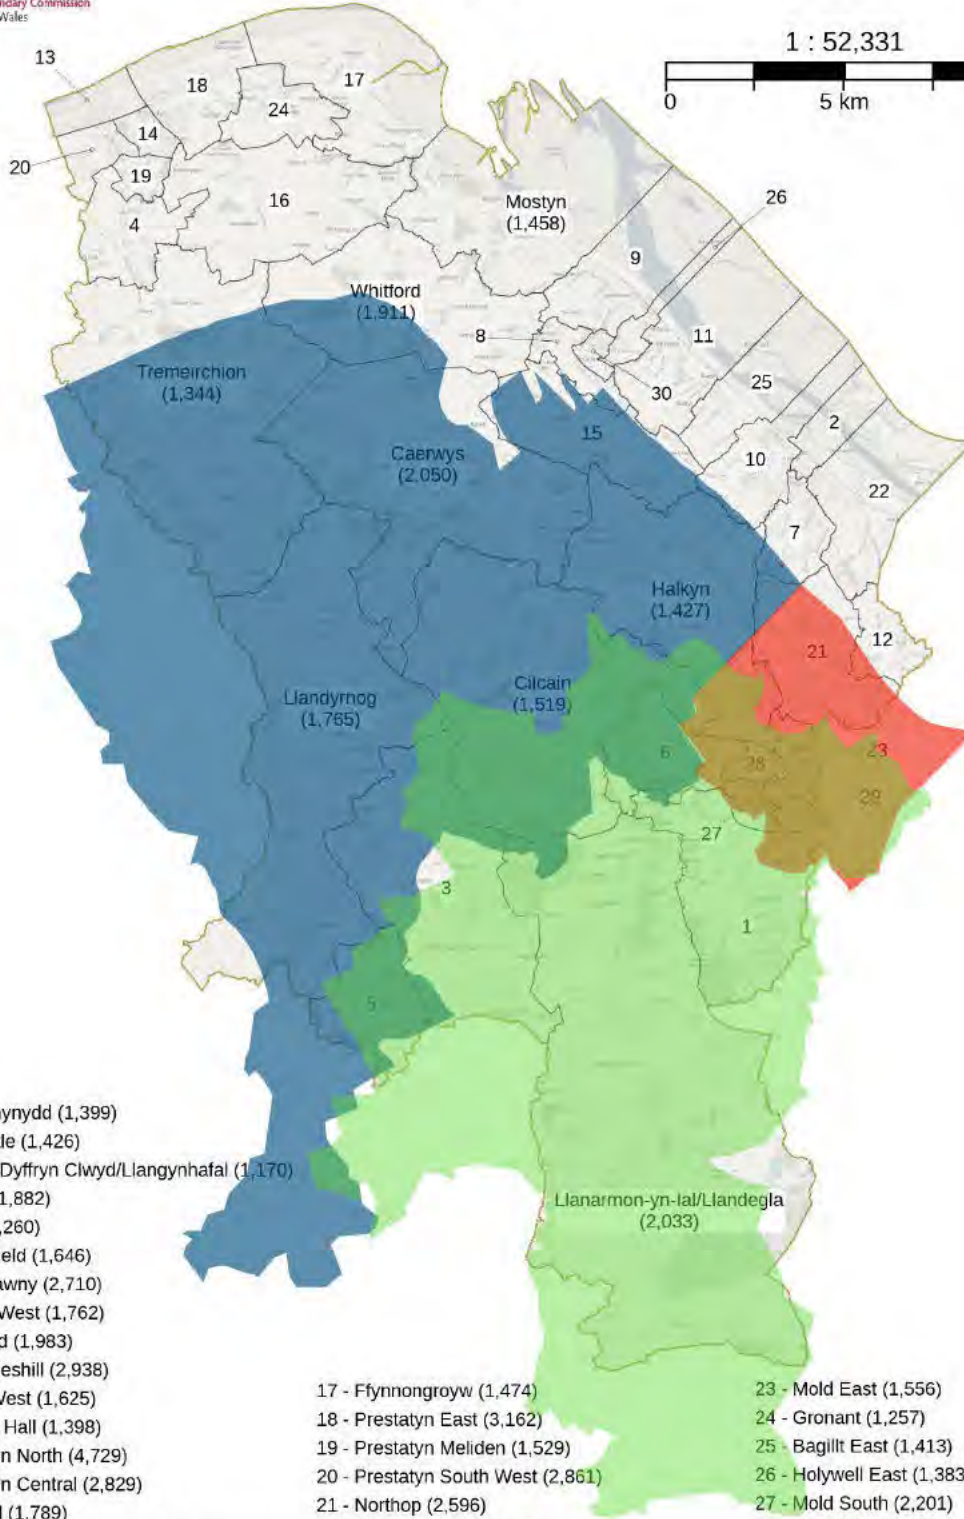 ndary Commission
Wales
1 : 52,331
0
5 km
13
18
17
24
14
20
19
16
4
26
Mostyn
(1,458)
9
Whitford
(1,911)
8
11
Tremeirchion
(1,344)
25
30
15
2
Caerwys
(2,050)
10
22
7
Halkyn
(1,427)
12
21
Cilcain
(1,519)
Llandyrnog
(1,765)
6
23
28
29
27
3
1
5
Llanarmon-yn-Ial/Llandegla
(2,033)
ynydd (1,399)
le (1,426)
Dyffryn Clwyd/Llangynhafal (1,170)
1,882)
,260)
eld (1,646)
awny (2,710)
West (1,762)
d (1,983)
eshill (2,938)
West (1,625)
Hall (1,398)
n North (4,729)
n Central (2,829)
l (1,789)
17 - Ffynnongroyw (1,474)
18 - Prestatyn East (3,162)
19 - Prestatyn Meliden (1,529)
20 - Prestatyn South West (2,861)
21 - Northop (2,596)
23 - Mold East (1,556)
24 - Gronant (1,257)
25 - Bagillt East (1,413)
26 - Holywell East (1,383
27 - Mold South (2,201)